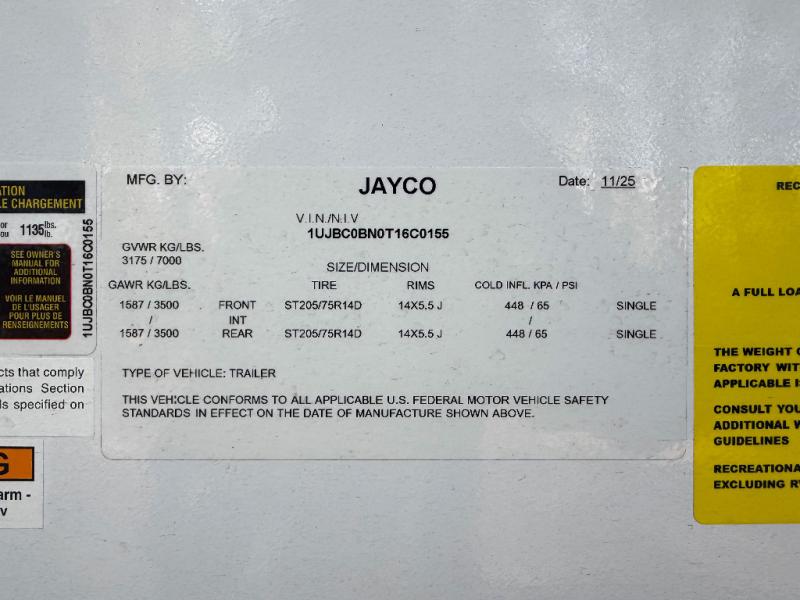 MFG. BY:
JAYCO
Date: 11/25
V.I.N./N.I.V
1UJBC0BN0T16C0155
GVWR KG/LBS.
3175 / 7000
SIZE/DIMENSION
GAWR KG/LBS. TIRE RIMS COLD INFL. KPA / PSI
1587 / 3500 FRONT ST205/75R14D 14X5.5 J 448 / 65 SINGLE
/ INT /
1587 / 3500 REAR ST205/75R14D 14X5.5 J 448 / 65 SINGLE
TYPE OF VEHICLE: TRAILER
THIS VEHICLE CONFORMS TO ALL APPLICABLE U.S. FEDERAL MOTOR VEHICLE SAFETY
STANDARDS IN EFFECT ON THE DATE OF MANUFACTURE SHOWN ABOVE.
ATION
LE CHARGEMENT
or
ou 1135 lbs.
lb.
SEE OWNER'S
MANUAL FOR
ADDITIONAL
INFORMATION
VOIR LE MANUEL
DE L'USAGER
POUR PLUS DE
RENSEIGNEMENTS
1UJBC0BN0T16C0155
cts that comply
ations Section
ls specified on
G
arm -
v
REC
A FULL LOA
THE WEIGHT O
FACTORY WIT
APPLICABLE I
CONSULT YOU
ADDITIONAL W
GUIDELINES
RECREATIONA
EXCLUDING R